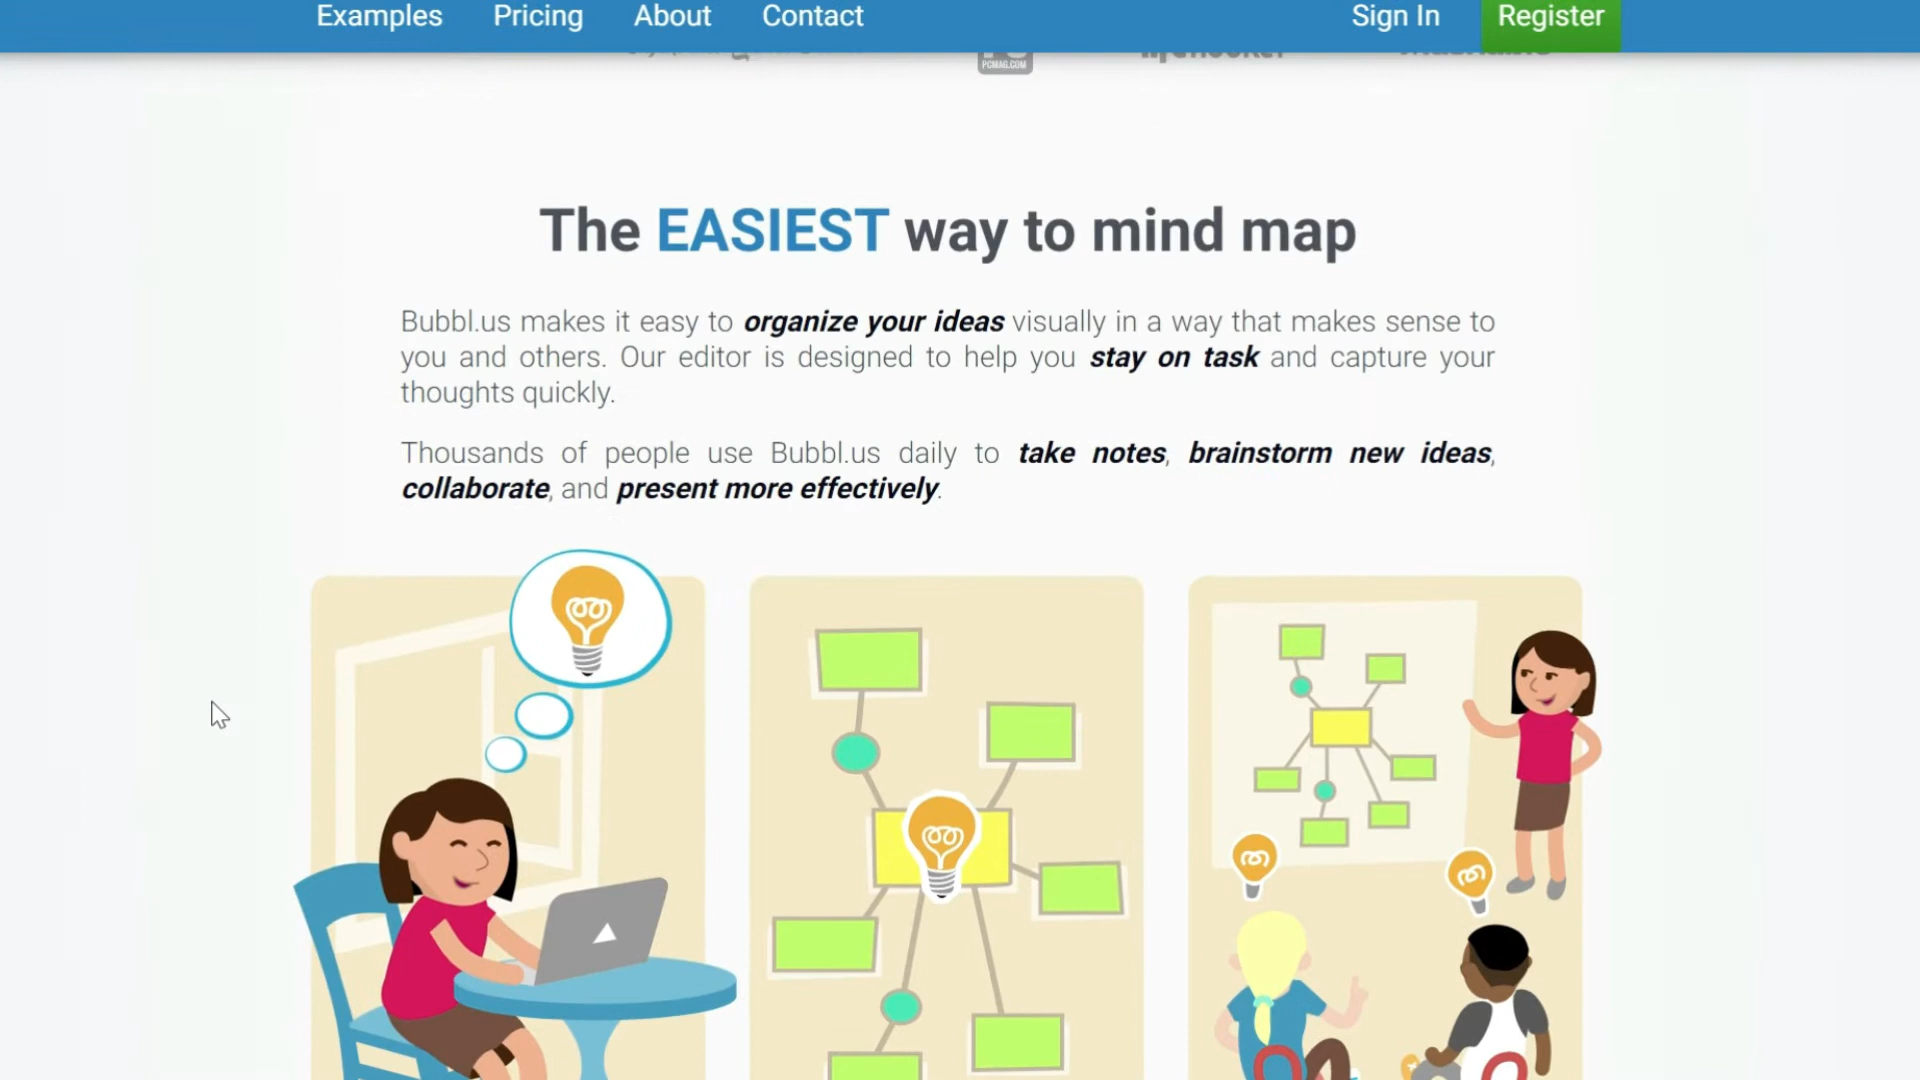 Examples Pricing About Contact Sign In Register
PCMAG.COM
The EASIEST way to mind map
Bubbl.us makes it easy to organize your ideas visually in a way that makes sense to
you and others. Our editor is designed to help you stay on task and capture your
thoughts quickly.
Thousands of people use Bubbl.us daily to take notes, brainstorm new ideas,
collaborate, and present more effectively.